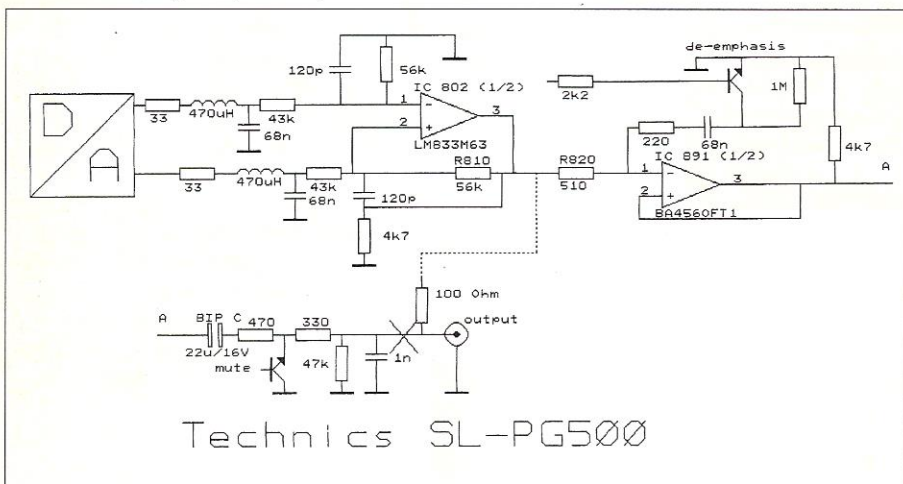 de-emphasis
120p
56k
IC 802 (1/2)
2k2
1M
D
A
33
470uH
43k
68n
1
2
3
LM833M63
220
68n
IC 891 (1/2)
4k7
A
33
470uH
43k
68n
R810
56k
120p
4k7
R820
510
1
2
3
BA4560FT1
100 Ohm
output
A
BIP C
470
330
22u/16V
mute
47k
1n
Technics SL-PG500